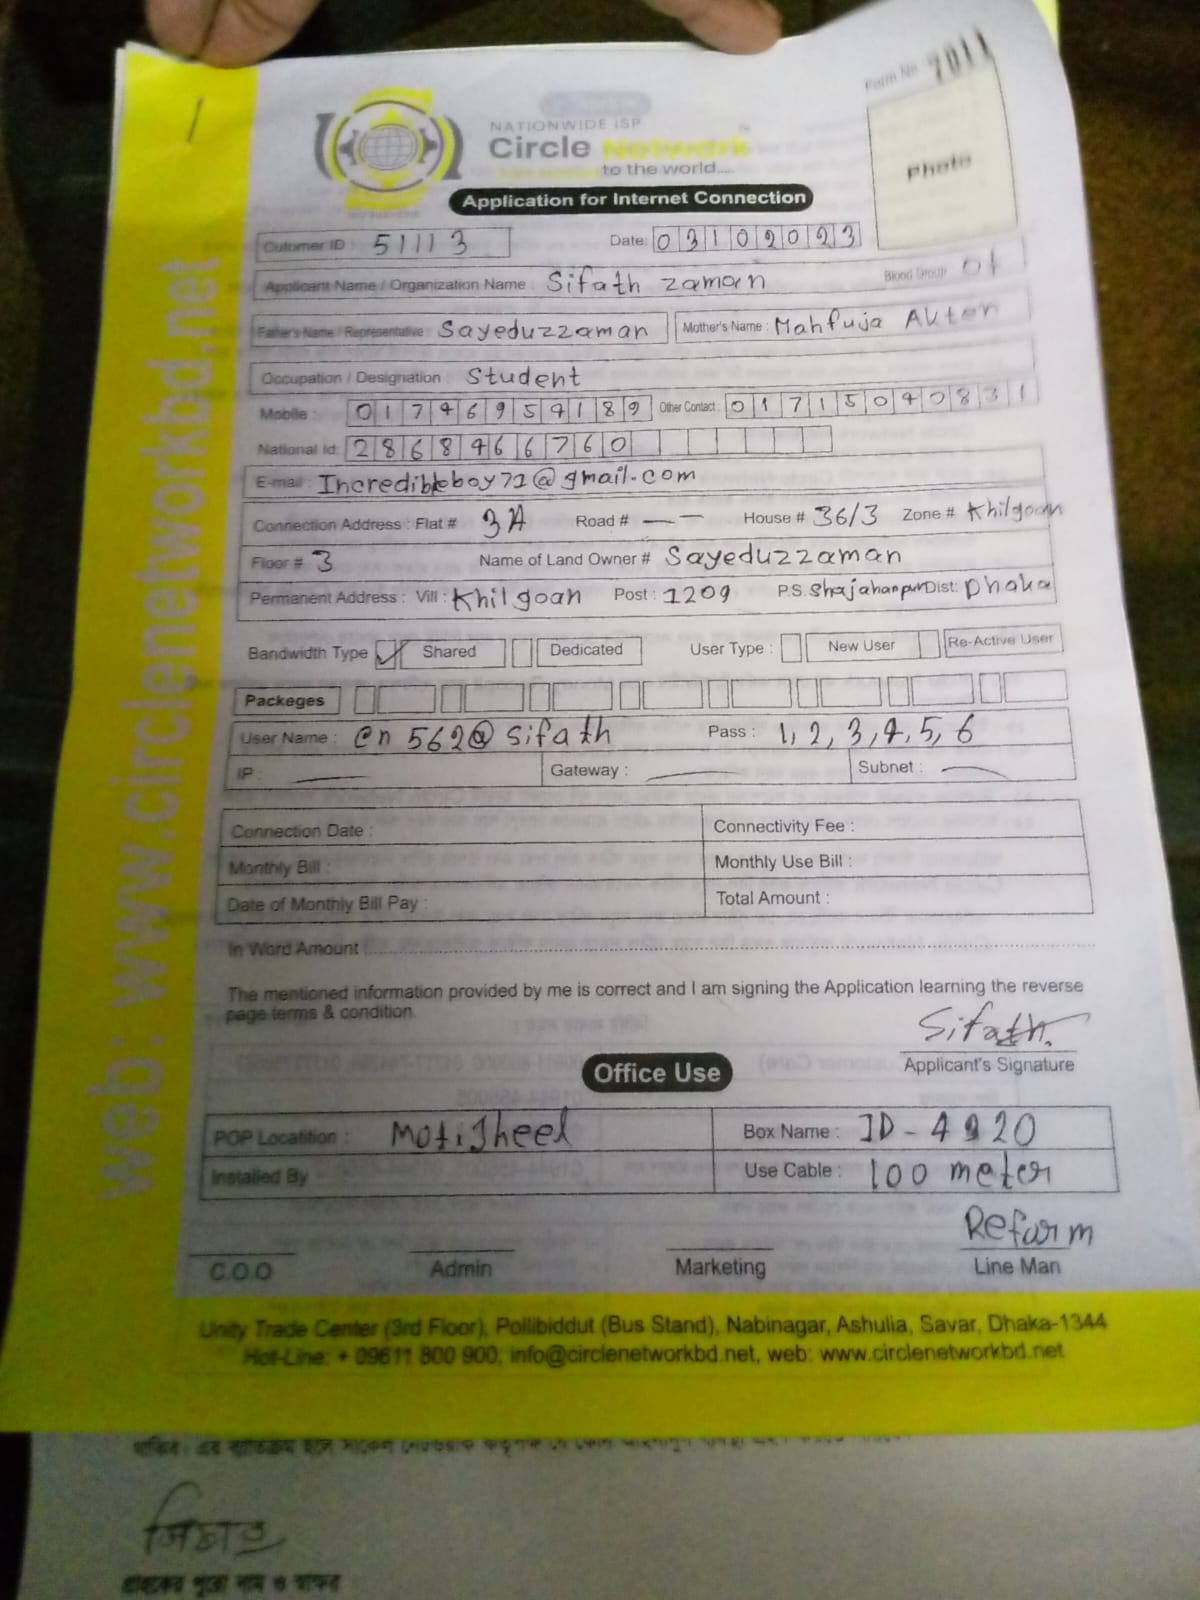 Form No 7011
NATIONWIDE ISP
Circle Network
to the world....
Photo
Application for Internet Connection
Cutomer ID : 51113 Date: 03102023
Applicant Name / Organization Name : Sifath zaman Blood Group
Father's Name / Representative : Sayeduzzaman Mother's Name : Mahfuja Akter
Occupation / Designation : Student
Mobile : 01746954189 Other Contact : 01715040831
National Id: 2868466760
E-mail : Incredibleboy71@gmail.com
Connection Address : Flat # 3A Road # — — House # 36/3 Zone # Khilgoan
Floor # 3 Name of Land Owner # Sayeduzzaman
Permanent Address : Vill : Khilgoan Post : 1209 P.S. Shajahanpur Dist: Dhaka
Bandwidth Type Shared Dedicated User Type : New User Re-Active User
Packeges
User Name : cn562@sifath Pass : 1,2,3,4,5,6
IP : — Gateway : — Subnet : —
Connection Date : Connectivity Fee :
Monthly Bill : Monthly Use Bill :
Date of Monthly Bill Pay : Total Amount :
In Word Amount
The mentioned information provided by me is correct and I am signing the Application learning the reverse
page terms & condition.
Sifath
Applicant's Signature
Office Use
POP Locatition : Motijheel Box Name : JD-4920
Installed By Use Cable : 100 meter
Refarm
C.O.O Admin Marketing Line Man
Unity Trade Center (3rd Floor), Pollibiddut (Bus Stand), Nabinagar, Ashulia, Savar, Dhaka-1344
Hot-Line: + 09611 800 900, info@circlenetworkbd.net, web: www.circlenetworkbd.net
web: www.circlenetworkbd.net
সিফাত
গ্রাহকের পুরো নাম ও স্বাক্ষর